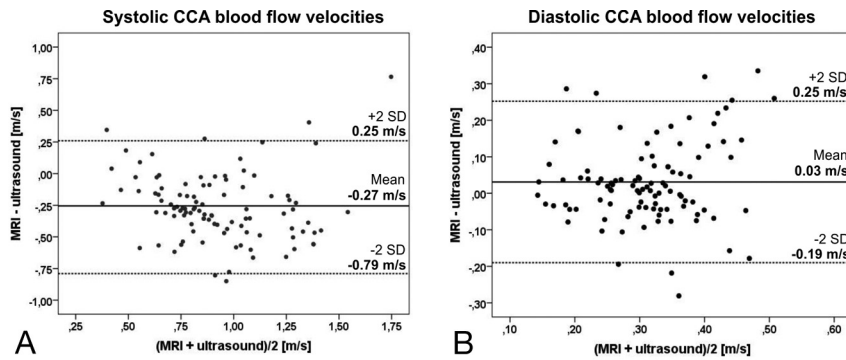 Systolic CCA blood flow velocities
MRI - ultrasound [m/s]
1,00
,75
,50
,25
,00
-,25
-,50
-,75
-1,00
+2 SD
0.25 m/s
Mean
-0.27 m/s
-2 SD
-0.79 m/s
,25
,50
,75
1,00
1,25
1,50
1,75
(MRI + ultrasound)/2 [m/s]
A
Diastolic CCA blood flow velocities
MRI - ultrasound [m/s]
,40
,30
,20
,10
,00
-,10
-,20
-,30
+2 SD
0.25 m/s
Mean
0.03 m/s
-2 SD
-0.19 m/s
,10
,20
,30
,40
,50
,60
(MRI + ultrasound)/2 [m/s]
B